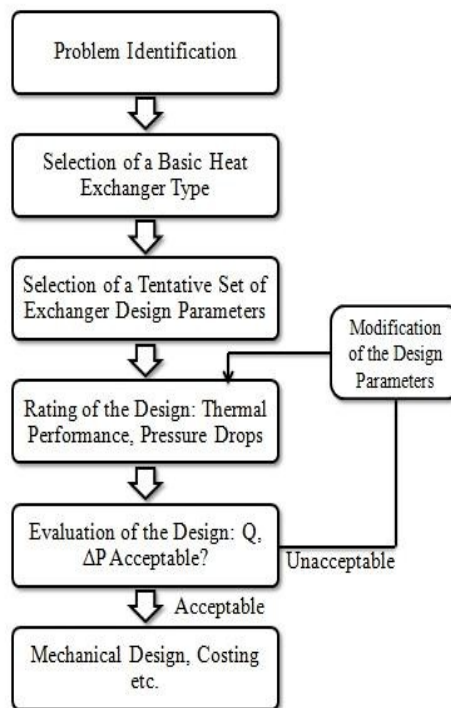 Problem Identification
Selection of a Basic Heat
Exchanger Type
Selection of a Tentative Set of
Exchanger Design Parameters
Modification
of the Design
Parameters
Rating of the Design: Thermal
Performance, Pressure Drops
Evaluation of the Design: Q,
ΔP Acceptable?
Unacceptable
Acceptable
Mechanical Design, Costing
etc.